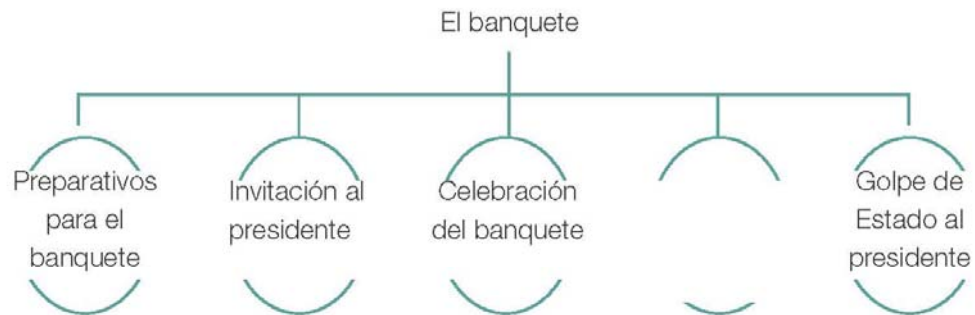 El banquete
Preparativos
para el
banquete
Invitación al
presidente
Celebración
del banquete
Golpe de
Estado al
presidente